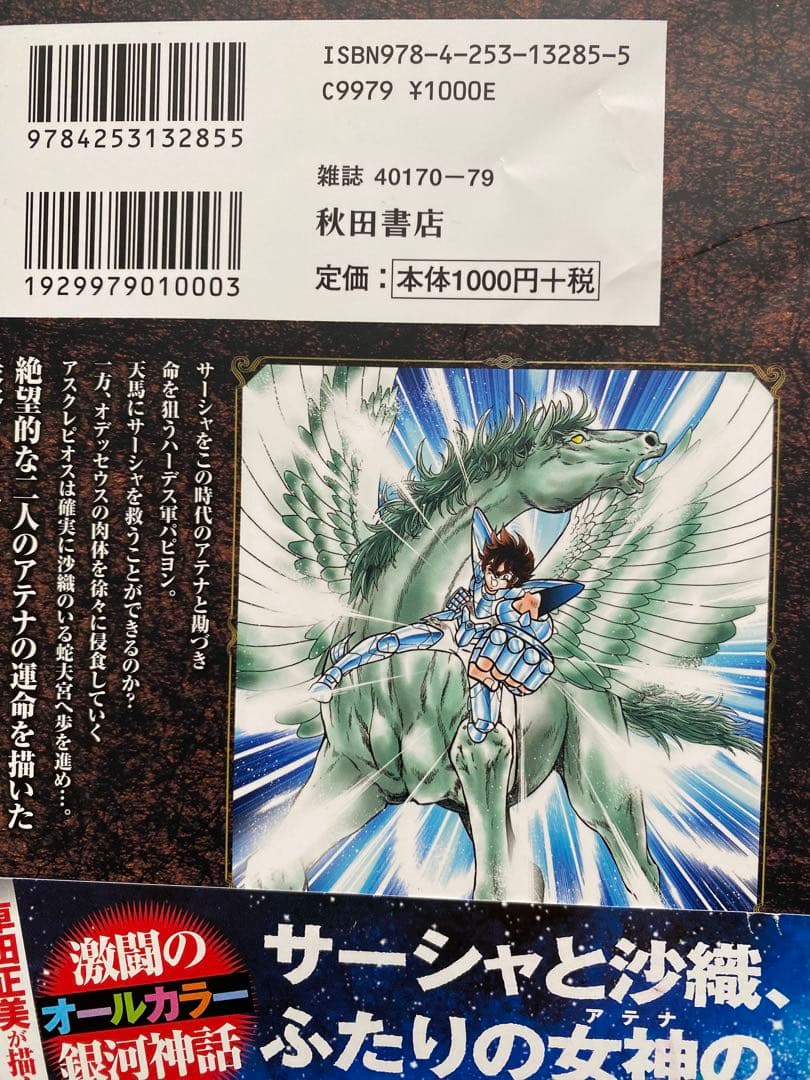 ISBN978-4-253-13285-5
C9979 ¥1000E
9784253132855
雑誌 40170-79
秋田書店
1929979010003
定価：本体1000円+税
サーシャをこの時代のアテナと勘づき
命を狙うハーデス軍パピヨン。
天馬にサーシャを救うことができるのか？
一方、オデッセウスの肉体を徐々に侵食していく
アスクレピオスは確実に沙織のいる蛇夫宮へ歩を進め…。
絶望的な二人のアテナの運命を描いた
激闘の
オールカラー
銀河神話
サーシャと沙織、
ふたりの女神の
アテナ
車田正美が描